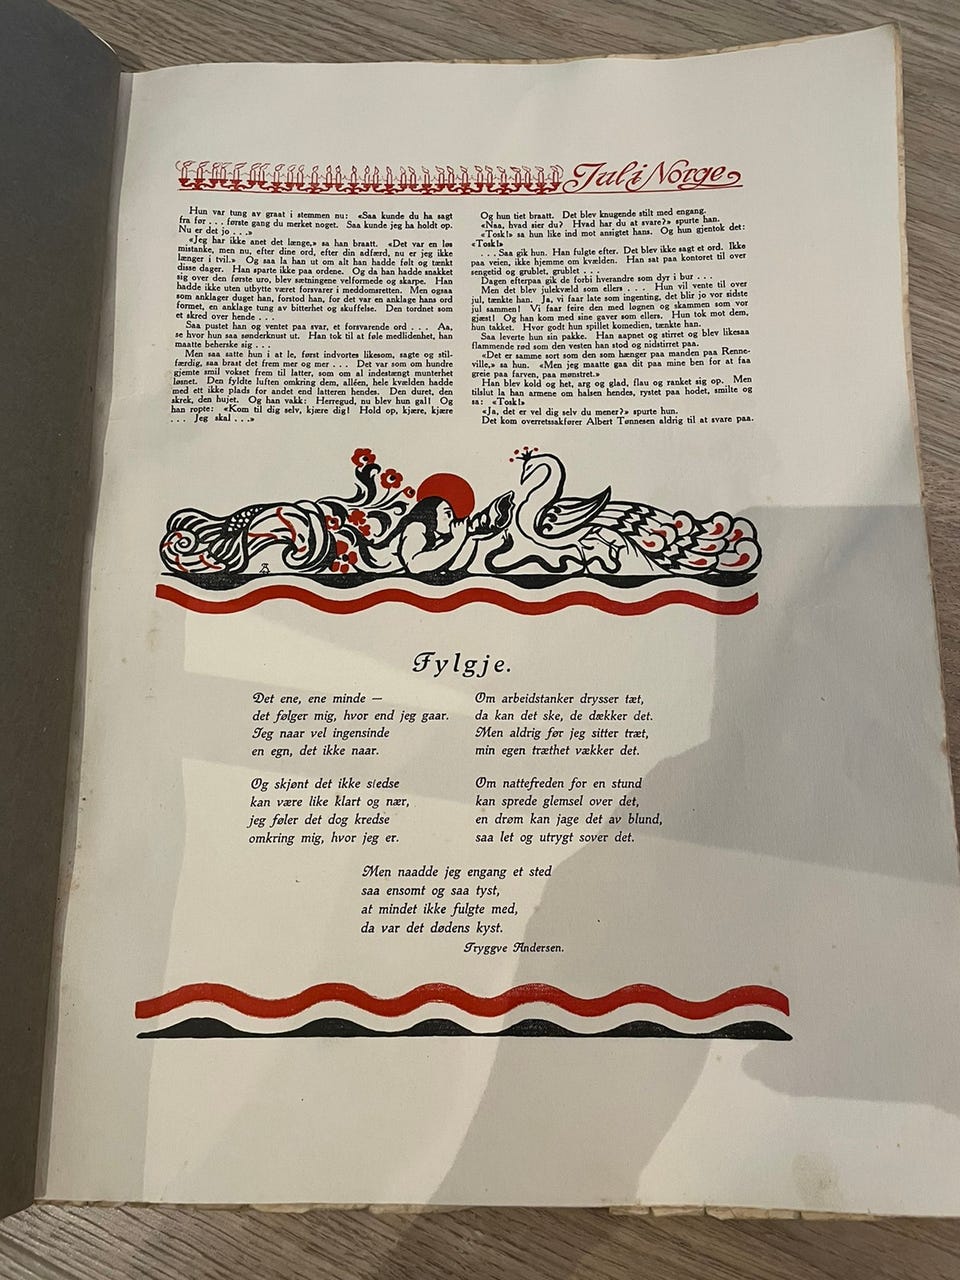 Jul i Norge
Hun var tung av graat i stemmen nu: «Saa kunde du ha sagt
fra før . . . første gang du merket noget. Saa kunde jeg ha holdt op.
Nu er det jo . . .»
«Jeg har ikke anet det længe,» sa han braatt. «Det var en løs
mistanke, men nu, efter dine ord, efter din adfærd, nu er jeg ikke
længer i tvil.» Og saa la han ut om alt han hadde følt og tænkt
disse dager. Han sparte ikke paa ordene. Og da han hadde snakket
sig over den første uro, blev sætningene velformede og skarpe. Han
hadde ikke uten utbytte været forsvarer i meddomsretten. Men ogsaa
som anklager duget han, forstod han, for det var en anklage hans ord
formet, en anklage tung av bitterhet og skuffelse. Den tordnet som
et skred over hende . . .
Saa pustet han og ventet paa svar, et forsvarende ord . . . Aa,
se hvor hun saa sønderknust ut. Han tok til at føle medlidenhet, han
maatte beherske sig . . .
Men saa satte hun i at le, først indvortes likesom, sagte og stil-
færdig, saa brast det frem mer og mer . . . Det var som om hundre
gjemte smil vokset frem til latter, som om al indestængt munterhet
løsnet. Den fyldte luften omkring dem, alléen, hele kvælden hadde
med ett ikke plads for andet end latteren hendes. Den duret, den
skrek, den hujet. Og han vakk: Herregud, nu blev hun gal! Og
han ropte: «Kom til dig selv, kjære dig! Hold op, kjære, kjære
. . . Jeg skal . . .»
Og hun tiet braatt. Det blev knugende stilt med engang.
«Naa, hvad sier du? Hvad har du at svare?» spurte han.
«Tosk!» sa hun like ind mot ansigtet hans. Og hun gjentok det:
«Tosk!»
. . . Saa gik hun. Han fulgte efter. Det blev ikke sagt et ord. Ikke
paa veien, ikke hjemme om kvælden. Han sat paa kontoret til over
sengetid og grublet, grublet . . .
Dagen efterpaa gik de forbi hverandre som dyr i bur . . .
Men det blev julekvæld som ellers . . . . Hun vil vente til over
jul, tænkte han. Ja, vi faar late som ingenting, det blir jo vor sidste
jul sammen! Vi faar feire den med løgnen og skammen som vor
gjæst! Og han kom med sine gaver som ellers. Hun tok mot dem,
hun takket. Hvor godt hun spillet komedien, tænkte han.
Saa leverte hun sin pakke. Han aapnet og stirret og blev likesaa
flammende rød som den vesten han stod og nidstirret paa.
«Det er samme sort som den som hænger paa manden paa Renne-
ville,» sa hun. «Men jeg maatte gaa dit paa mine ben for at faa
greie paa farven, paa mønstret.»
Han blev kold og het, arg og glad, flau og ranket sig op. Men
tilslut la han armene om halsen hendes, rystet paa hodet, smilte og
sa: «Tosk!»
«Ja, det er vel dig selv du mener?» spurte hun.
Det kom overretssakfører Albert Tønnesen aldrig til at svare paa.
Fylgje.
Det ene, ene minde —
det følger mig, hvor end jeg gaar.
Jeg naar vel ingensinde
en egn, det ikke naar.
Og skjønt det ikke stedse
kan være like klart og nær,
jeg føler det dog kredse
omkring mig, hvor jeg er.
Om arbeidstanker drysser tæt,
da kan det ske, de dækker det.
Men aldrig før jeg sitter træt,
min egen træthet vækker det.
Om nattefreden for en stund
kan sprede glemsel over det,
en drøm kan jage det av blund,
saa let og utrygt sover det.
Men naadde jeg engang et sted
saa ensomt og saa tyst,
at mindet ikke fulgte med,
da var det dødens kyst.
Tryggve Andersen.